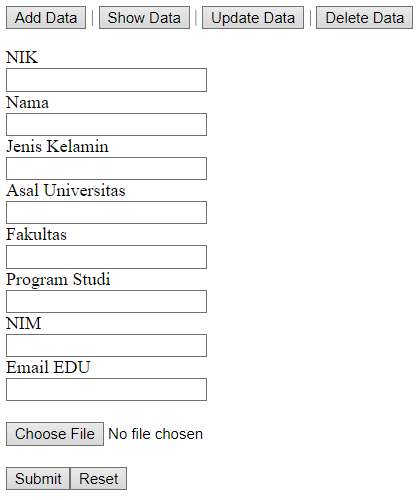 Add Data | Show Data | Update Data | Delete Data
NIK
Nama
Jenis Kelamin
Asal Universitas
Fakultas
Program Studi
NIM
Email EDU
Choose File No file chosen
Submit Reset